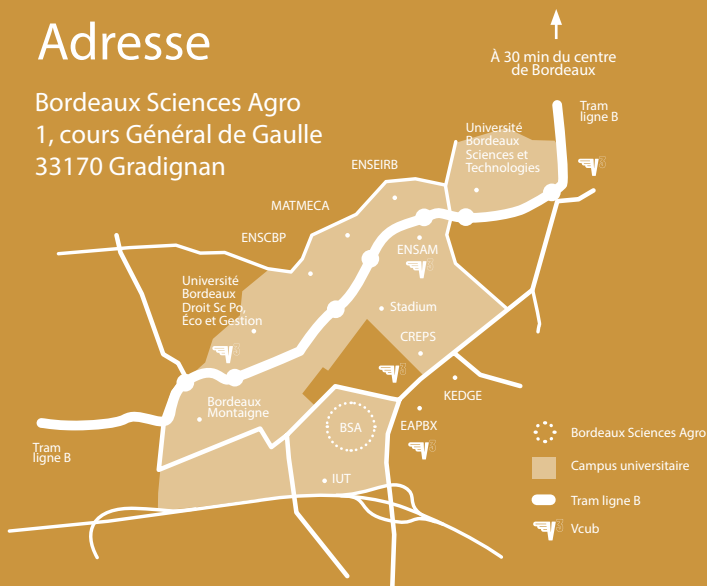 Adresse
Bordeaux Sciences Agro
1, cours Général de Gaulle
33170 Gradignan
À 30 min du centre
de Bordeaux
Tram
ligne B
Université
Bordeaux
Sciences et
Technologies
ENSEIRB
MATMECA
ENSCBP
ENSAM
Université
Bordeaux
Droit Sc Po,
Éco et Gestion
Stadium
CREPS
KEDGE
Bordeaux
Montaigne
BSA
EAPBX
Tram
ligne B
IUT
Bordeaux Sciences Agro
Campus universitaire
Tram ligne B
Vcub